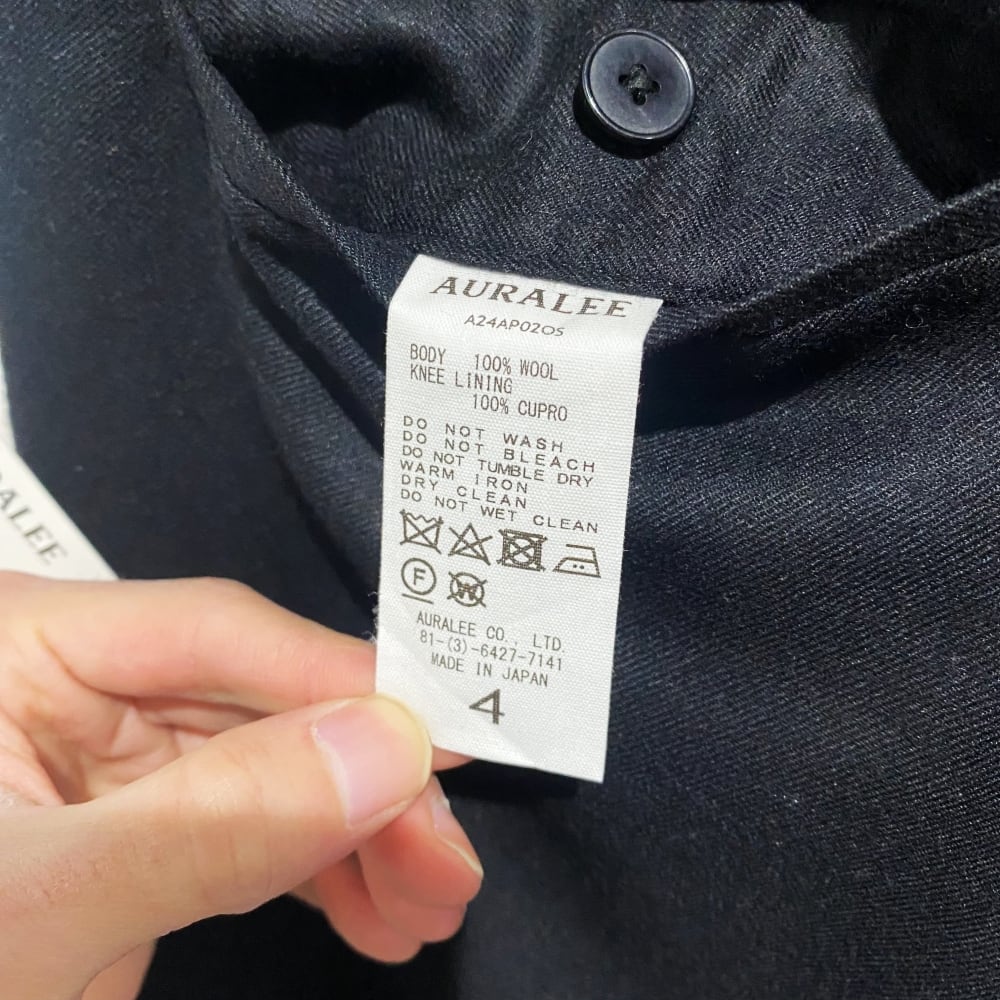 AURALEE
A24AP02OS
BODY 100% WOOL
KNEE LINING
100% CUPRO
DO NOT WASH
DO NOT BLEACH
DO NOT TUMBLE DRY
WARM IRON
DRY CLEAN
DO NOT WET CLEAN
F W
AURALEE CO., LTD.
81-(3)-6427-7141
MADE IN JAPAN
4
RALEE